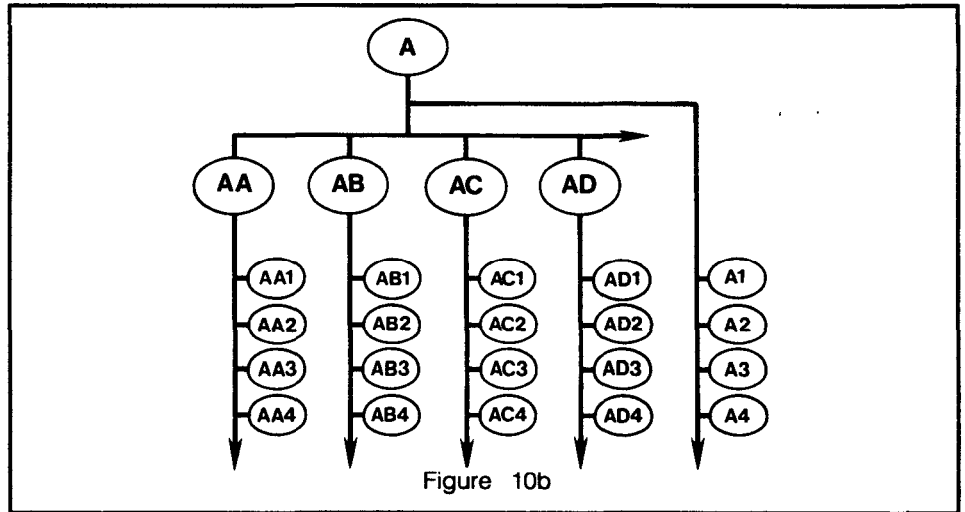 A
AA AB AC AD
AA1 AB1 AC1 AD1 A1
AA2 AB2 AC2 AD2 A2
AA3 AB3 AC3 AD3 A3
AA4 AB4 AC4 AD4 A4
Figure 10b